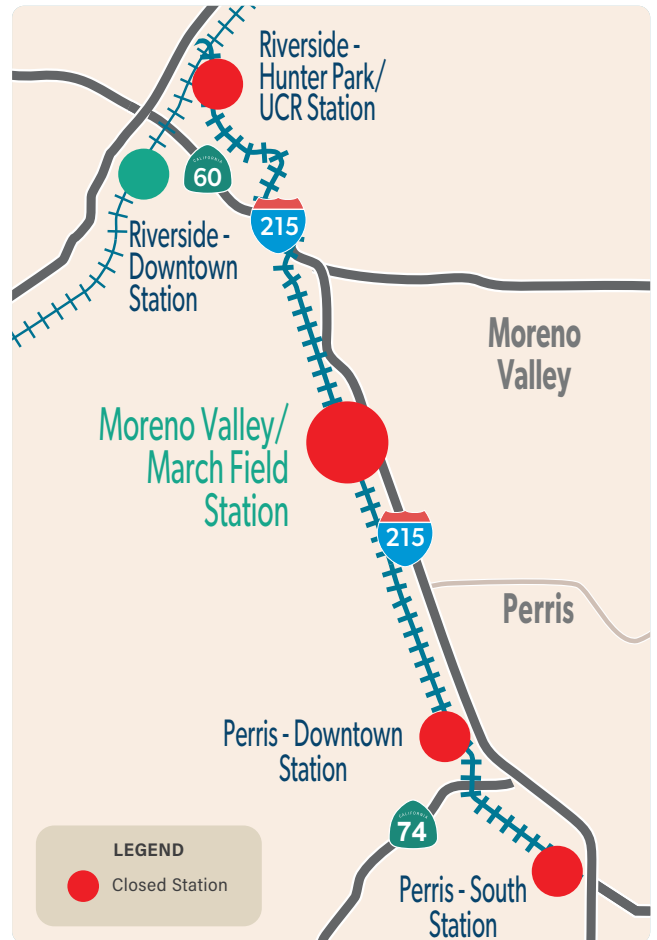 Riverside -
Hunter Park/
UCR Station
CALIFORNIA
60
215
Riverside -
Downtown
Station
Moreno
Valley
Moreno Valley/
March Field
Station
215
Perris
Perris - Downtown
Station
CALIFORNIA
74
LEGEND
Closed Station
Perris - South
Station